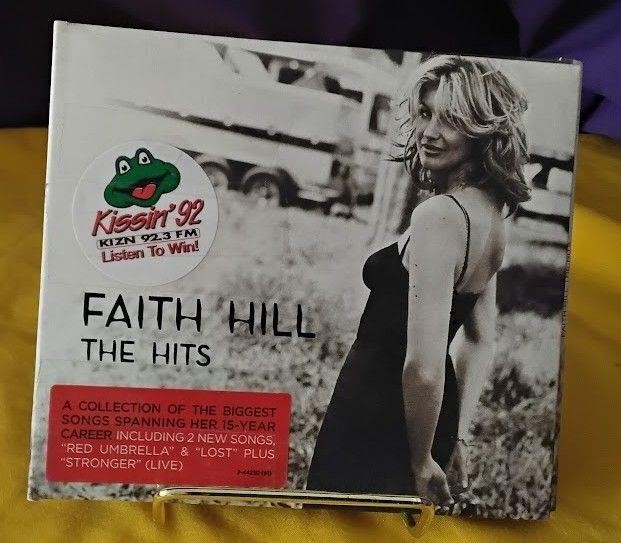 Kissin' 92
KIZN 92.3 FM
Listen To Win!
FAITH HILL
THE HITS
A COLLECTION OF THE BIGGEST
SONGS SPANNING HER 15-YEAR
CAREER INCLUDING 2 NEW SONGS,
"RED UMBRELLA" & "LOST" PLUS
"STRONGER" (LIVE)